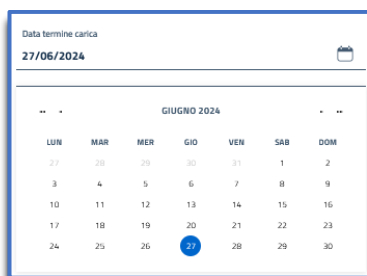 Data termine carica
27/06/2024
GIUGNO 2024
LUN MAR MER GIO VEN SAB DOM
27 28 29 30 31 1 2
3 4 5 6 7 8 9
10 11 12 13 14 15 16
17 18 19 20 21 22 23
24 25 26 27 28 29 30